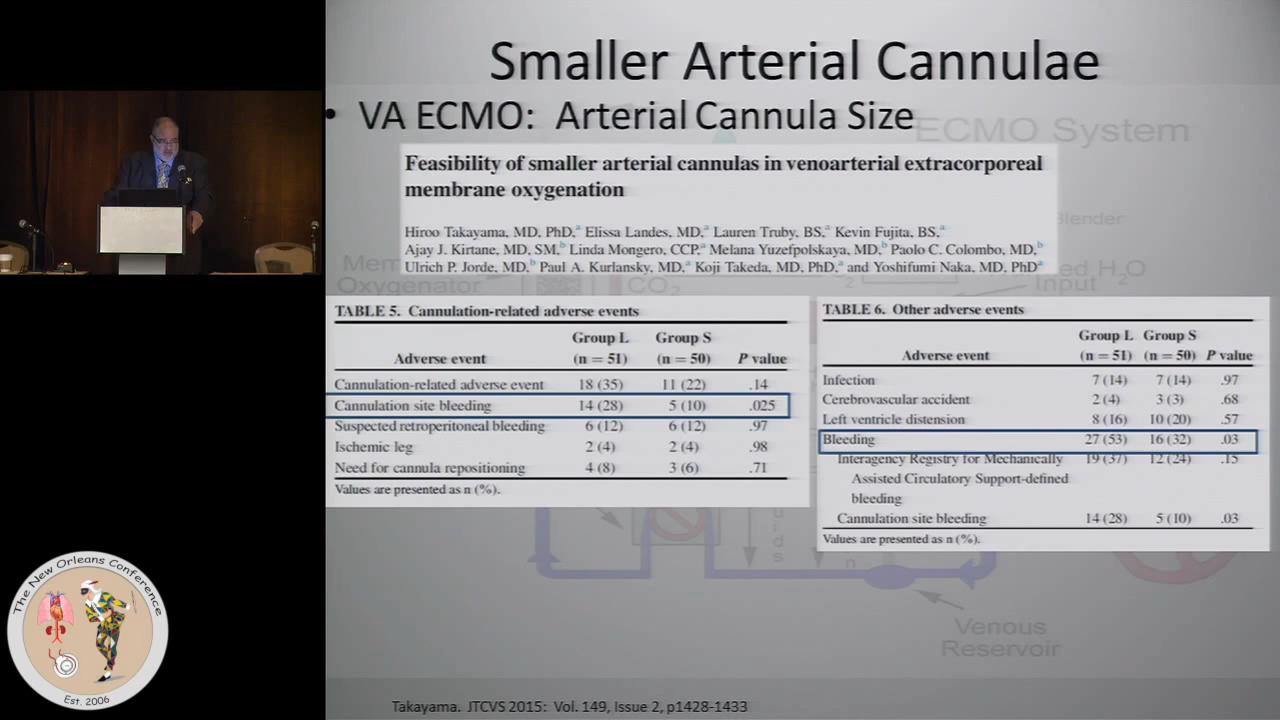 Smaller Arterial Cannulae
• VA ECMO: Arterial Cannula Size
ECMO System
Feasibility of smaller arterial cannulas in venoarterial extracorporeal
membrane oxygenation
Hiroo Takayama, MD, PhD,a Elissa Landes, MD,a Lauren Truby, BS,a Kevin Fujita, BS,a
Ajay J. Kirtane, MD, SM,b Linda Mongero, CCP,a Melana Yuzefpolskaya, MD,b Paolo C. Colombo, MD,b
Ulrich P. Jorde, MD,b Paul A. Kurlansky, MD,a Koji Takeda, MD, PhD,a and Yoshifumi Naka, MD, PhDa
Oxygenator
CO2
H2O
Input
TABLE 5. Cannulation-related adverse events
Group L Group S
Adverse event (n = 51) (n = 50) P value
Cannulation-related adverse event 18 (35) 11 (22) .14
Cannulation site bleeding 14 (28) 5 (10) .025
Suspected retroperitoneal bleeding 6 (12) 6 (12) .97
Ischemic leg 2 (4) 2 (4) .98
Need for cannula repositioning 4 (8) 3 (6) .71
Values are presented as n (%).
TABLE 6. Other adverse events
Group L Group S
Adverse event (n = 51) (n = 50) P value
Infection 7 (14) 7 (14) .97
Cerebrovascular accident 2 (4) 3 (3) .68
Left ventricle distension 8 (16) 10 (20) .57
Bleeding 27 (53) 16 (32) .03
Interagency Registry for Mechanically 19 (37) 12 (24) .15
Assisted Circulatory Support-defined
bleeding
Cannulation site bleeding 14 (28) 5 (10) .03
Values are presented as n (%).
Venous
Reservoir
Takayama. JTCVS 2015: Vol. 149, Issue 2, p1428-1433
The New Orleans Conference
Est. 2006